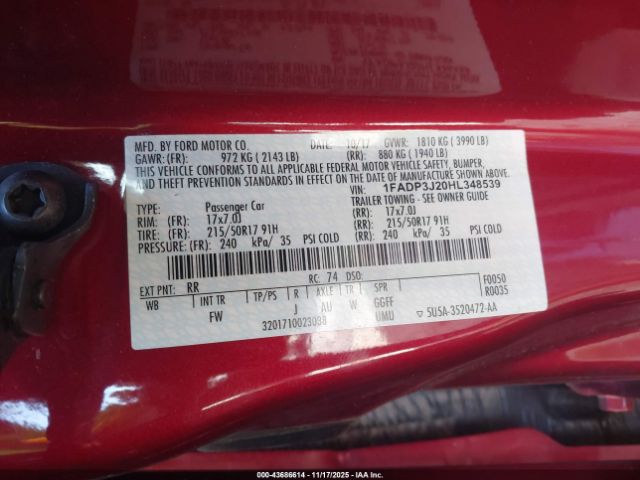 MFD. BY FORD MOTOR CO. DATE: 10/17 GVWR: 1810 KG ( 3990 LB)
GAWR: (FR): 972 KG ( 2143 LB) (RR): 880 KG ( 1940 LB)
THIS VEHICLE CONFORMS TO ALL APPLICABLE FEDERAL MOTOR VEHICLE SAFETY, BUMPER,
AND THEFT PREVENTION STANDARDS IN EFFECT ON THE DATE OF MANUFACTURE SHOWN ABOVE.
VIN: 1FADP3J20HL348539
TYPE: Passenger Car TRAILER TOWING - SEE OWNER GUIDE
RIM: (FR): 17x7.0J (RR): 17x7.0J
TIRE: (FR): 215/50R17 91H (RR): 215/50R17 91H
PRESSURE: (FR): 240 kPa/ 35 PSI COLD (RR): 240 kPa/ 35 PSI COLD
EXT PNT: RR RC: 74 DSO: F0050
WB INT TR TP/PS R AXLE TR SPR R0035
FW J AU W GGFF
3201710023038 UMU ▽ 5U5A-3520472-AA
© IAA - 43686614 - 11/17/2025 - IAAI.COM